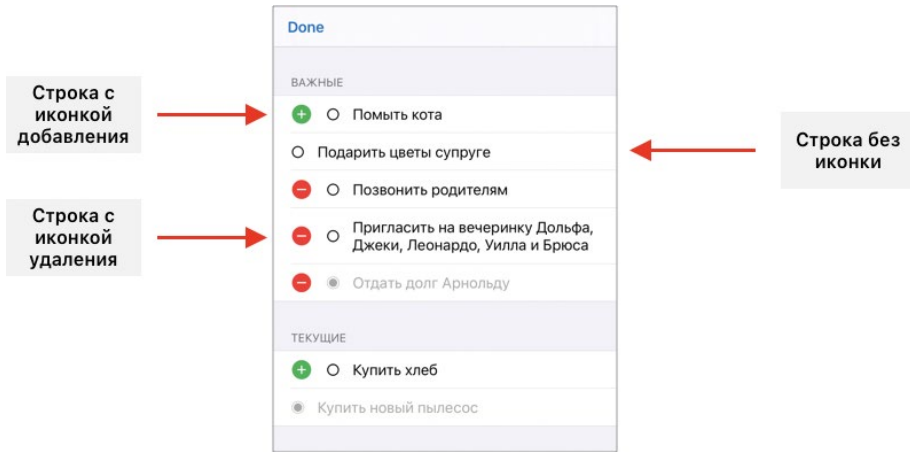 Done
ВАЖНЫЕ
Строка с
иконкой
добавления
Помыть кота
Подарить цветы супруге
Строка без
иконки
Позвонить родителям
Строка с
иконкой
удаления
Пригласить на вечеринку Дольфа,
Джеки, Леонардо, Уилла и Брюса
Отдать долг Арнольду
ТЕКУЩИЕ
Купить хлеб
Купить новый пылесос